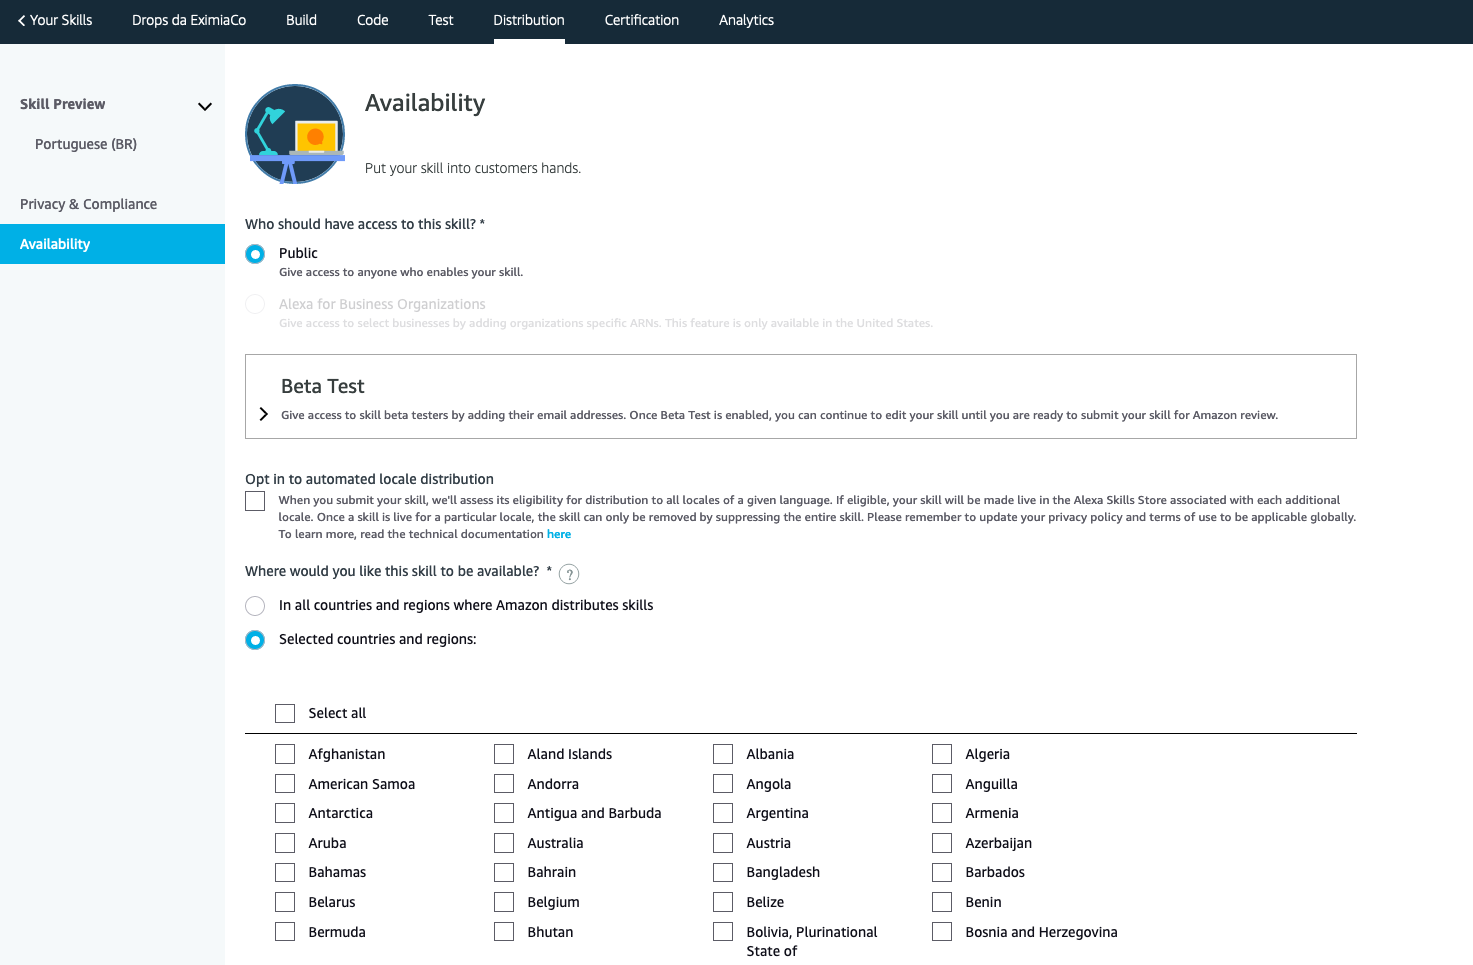 Your Skills
Drops da EximiaCo
Build
Code
Test
Distribution
Certification
Analytics
Skill Preview
Portuguese (BR)
Privacy & Compliance
Availability
Availability
Put your skill into customers hands.
Who should have access to this skill? *
Public
Give access to anyone who enables your skill.
Alexa for Business Organizations
Give access to select businesses by adding organizations specific ARNs. This feature is only available in the United States.
Beta Test
Give access to skill beta testers by adding their email addresses. Once Beta Test is enabled, you can continue to edit your skill until you are ready to submit your skill for Amazon review.
Opt in to automated locale distribution
When you submit your skill, we'll assess its eligibility for distribution to all locales of a given language. If eligible, your skill will be made live in the Alexa Skills Store associated with each additional
locale. Once a skill is live for a particular locale, the skill can only be removed by suppressing the entire skill. Please remember to update your privacy policy and terms of use to be applicable globally.
To learn more, read the technical documentation here
Where would you like this skill to be available? * ?
In all countries and regions where Amazon distributes skills
Selected countries and regions:
Select all
Afghanistan
Aland Islands
Albania
Algeria
American Samoa
Andorra
Angola
Anguilla
Antarctica
Antigua and Barbuda
Argentina
Armenia
Aruba
Australia
Austria
Azerbaijan
Bahamas
Bahrain
Bangladesh
Barbados
Belarus
Belgium
Belize
Benin
Bermuda
Bhutan
Bolivia, Plurinational
State of
Bosnia and Herzegovina